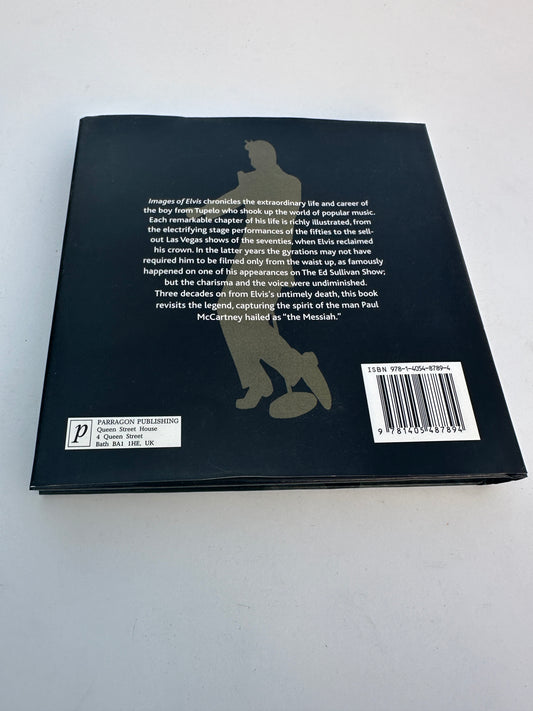 Images of Elvis chronicles the extraordinary life and career of
the boy from Tupelo who shook up the world of popular music.
Each remarkable chapter of his life is richly illustrated, from
the electrifying stage performances of the fifties to the sell-
out Las Vegas shows of the seventies, when Elvis reclaimed
his crown. In the latter years the gyrations may not have
required him to be filmed only from the waist up, as famously
happened on one of his appearances on The Ed Sullivan Show;
but the charisma and the voice were undiminished.
Three decades on from Elvis's untimely death, this book
revisits the legend, capturing the spirit of the man Paul
McCartney hailed as "the Messiah."
ISBN 978-1-4054-8789-4
9 781405 487894
p
PARRAGON PUBLISHING
Queen Street House
4 Queen Street
Bath BA1 1HE, UK